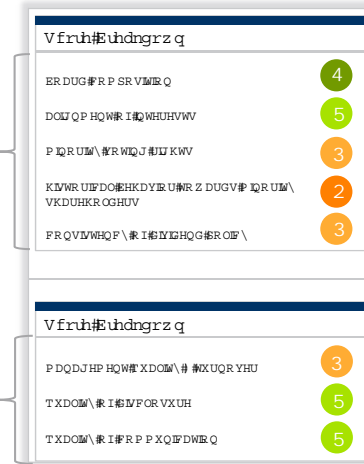 Vfruh#Euhdngrzq
ERDUG#FRPSRVLWLRQ
4
DOLJQPHQW#RI#LQWHUHVWV
5
PLQRULW\#YRWLQJ#ULJKWV
3
KLVWRULFDO#EHKDYLRU#WRZDUGV#PLQRULW\
VKDUHKROGHUV
2
FRQVLVWHQF\#RI#GLYLGHQG#SROLF\
3
Vfruh#Euhdngrzq
PDQDJHPHQW#TXDOLW\#)#WXUQRYHU
3
TXDOLW\#RI#GLVFORVXUH
5
TXDOLW\#RI#FRPPXQLFDWLRQ
5